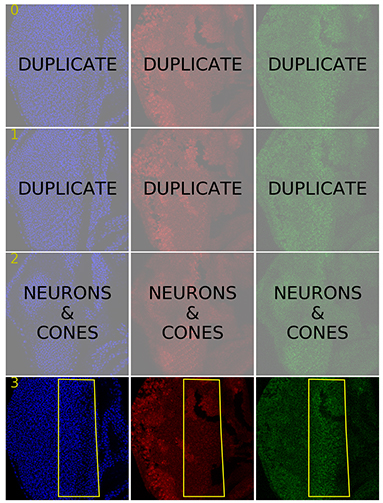 0
DUPLICATE DUPLICATE DUPLICATE
1
DUPLICATE DUPLICATE DUPLICATE
2
NEURONS NEURONS NEURONS
& & &
CONES CONES CONES
3